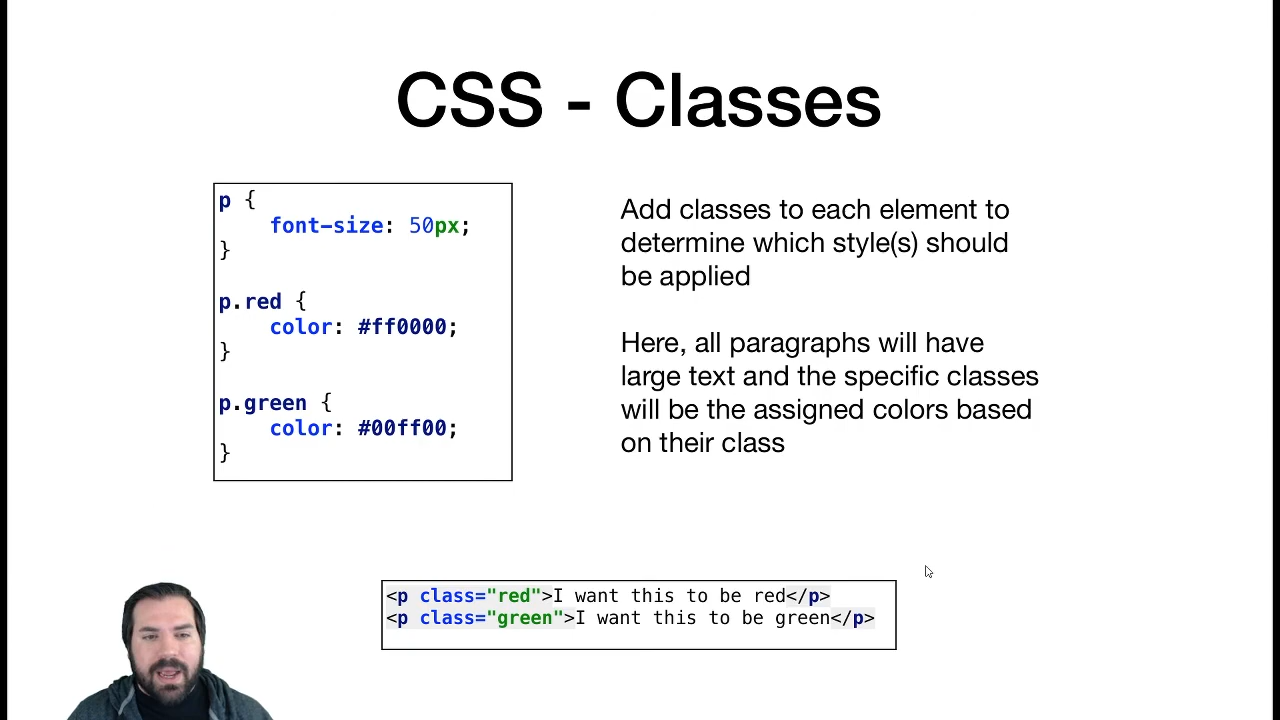 CSS - Classes
p {
    font-size: 50px;
}

p.red {
    color: #ff0000;
}

p.green {
    color: #00ff00;
}
Add classes to each element to
determine which style(s) should
be applied
Here, all paragraphs will have
large text and the specific classes
will be the assigned colors based
on their class
<p class="red">I want this to be red</p>
<p class="green">I want this to be green</p>